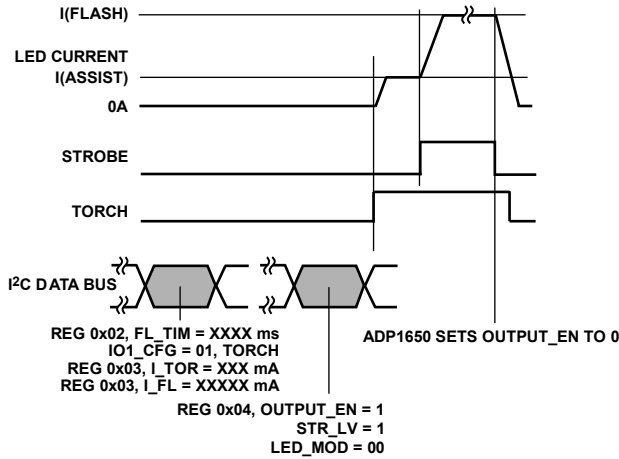 I(FLASH)
LED CURRENT
I(ASSIST)
0A
STROBE
TORCH
I²C DATA BUS
REG 0x02, FL_TIM = XXXX ms
IO1_CFG = 01, TORCH
REG 0x03, I_TOR = XXX mA
REG 0x03, I_FL = XXXXX mA
ADP1650 SETS OUTPUT_EN TO 0
REG 0x04, OUTPUT_EN = 1
STR_LV = 1
LED_MOD = 00